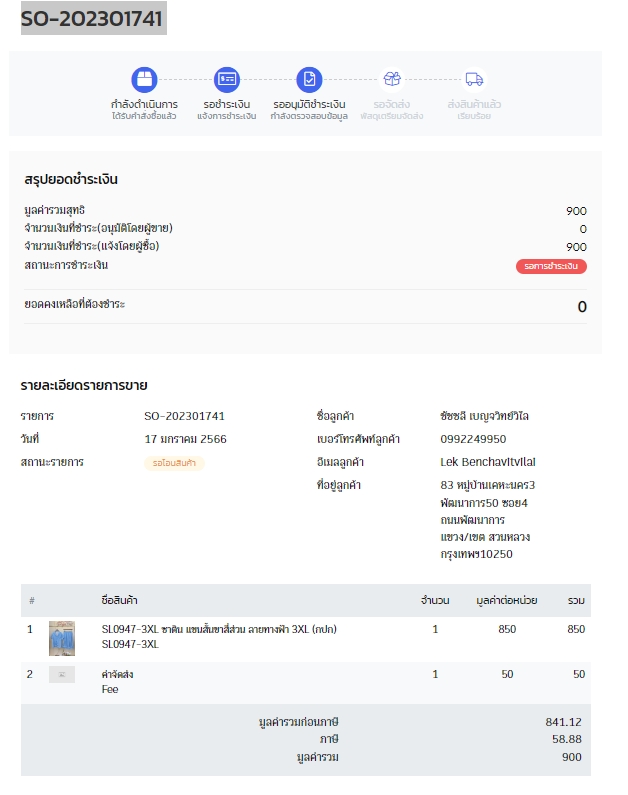 SO-202301741
กำลังดำเนินการ
ได้รับคำสั่งซื้อแล้ว
รอชำระเงิน
แจ้งการชำระเงิน
รออนุมัติชำระเงิน
กำลังตรวจสอบข้อมูล
รอจัดส่ง
พัสดุเตรียมจัดส่ง
ส่งสินค้าแล้ว
เรียบร้อย
สรุปยอดชำระเงิน
มูลค่ารวมสุทธิ 900
จำนวนเงินที่ชำระ(อนุมัติโดยผู้ขาย) 0
จำนวนเงินที่ชำระ(แจ้งโดยผู้ซื้อ) 900
สถานะการชำระเงิน รอการชำระเงิน
ยอดคงเหลือที่ต้องชำระ 0
รายละเอียดรายการขาย
รายการ SO-202301741
วันที่ 17 มกราคม 2566
สถานะรายการ รอโอนสินค้า
ชื่อลูกค้า ชัชชลี เบญจวิทย์วิไล
เบอร์โทรศัพท์ลูกค้า 0992249950
อีเมลลูกค้า Lek Benchavitvilai
ที่อยู่ลูกค้า 83 หมู่บ้านเคหะนคร3
พัฒนาการ50 ซอย4
ถนนพัฒนาการ
แขวง/เขต สวนหลวง
กรุงเทพฯ10250
# ชื่อสินค้า จำนวน มูลค่าต่อหน่วย รวม
1 SL0947-3XL ซาติน แขนสั้นขาสี่ส่วน ลายทางฟ้า 3XL (กปก) 1 850 850
SL0947-3XL
2 ค่าจัดส่ง 1 50 50
Fee
มูลค่ารวมก่อนภาษี 841.12
ภาษี 58.88
มูลค่ารวม 900